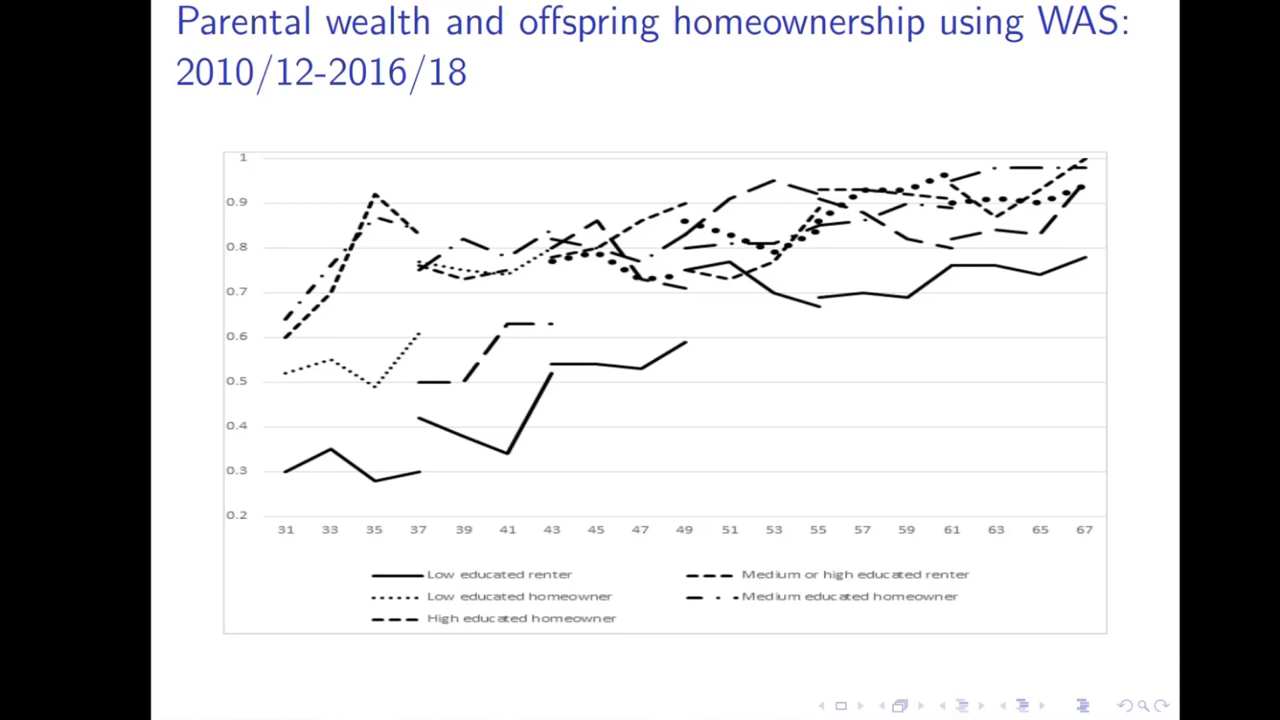 Parental wealth and offspring homeownership using WAS:
2010/12-2016/18
1
0.9
0.8
0.7
0.6
0.5
0.4
0.3
0.2
31 33 35 37 39 41 43 45 47 49 51 53 55 57 59 61 63 65 67
Low educated renter Medium or high educated renter
Low educated homeowner Medium educated homeowner
High educated homeowner